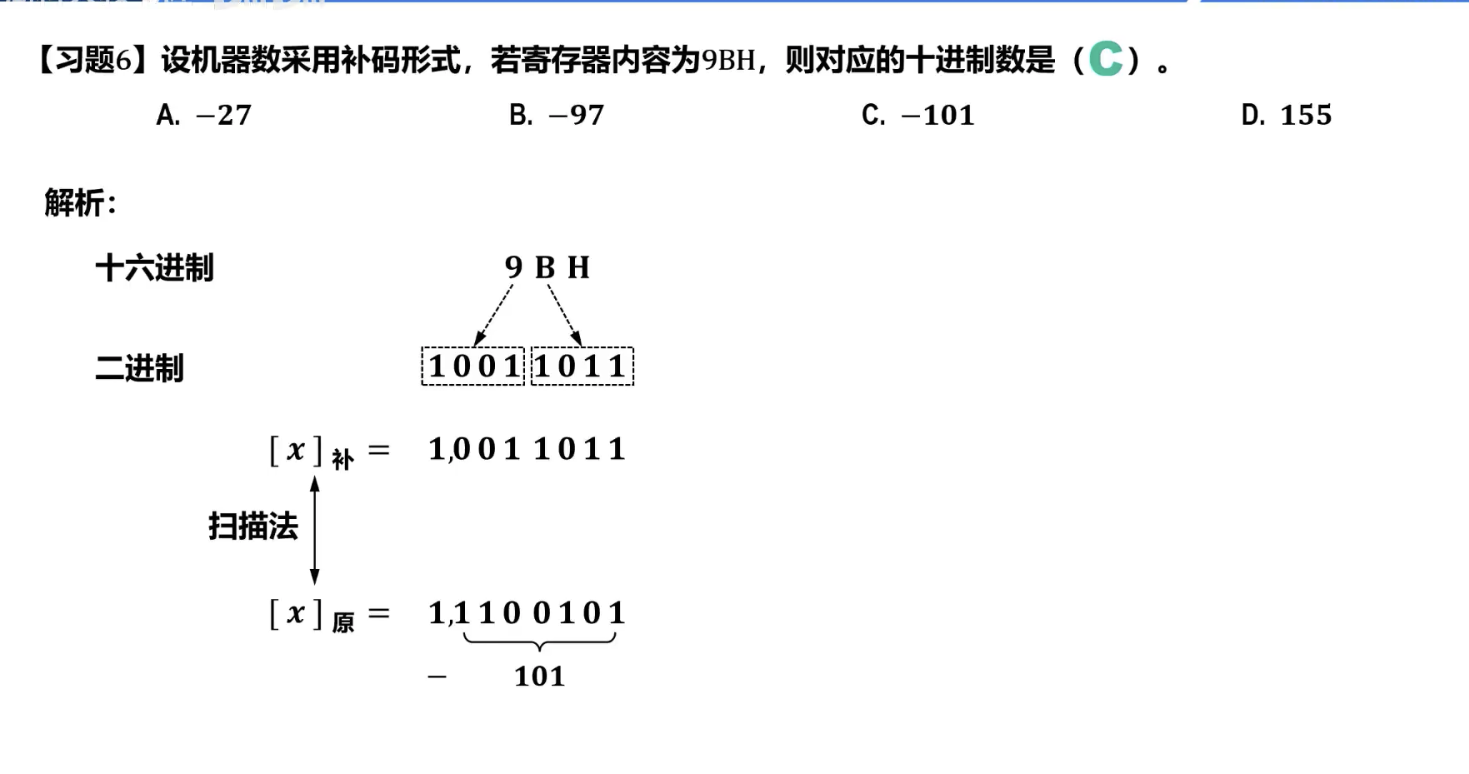 【习题6】设机器数采用补码形式，若寄存器内容为9BH，则对应的十进制数是（C）。
A. −27 B. −97 C. −101 D. 155
解析：
十六进制 9 B H
二进制 1 0 0 1 1 0 1 1
[ x ]补 = 1,0 0 1 1 0 1 1
扫描法
[ x ]原 = 1,1 1 0 0 1 0 1
− 101